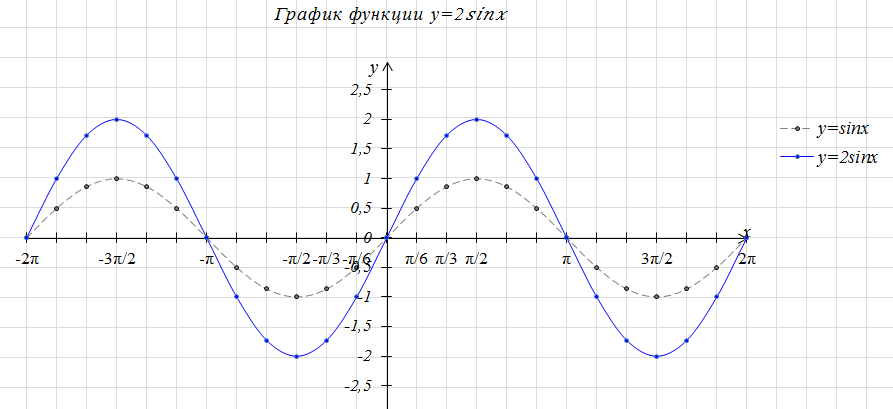 График функции y=2sinx
y
2,5
2
1,5
1
0,5
0
-0,5
-1
-1,5
-2
-2,5
x
-2π -3π/2 -π -π/2 -π/3 -π/6 π/6 π/3 π/2 π 3π/2 2π
y=sinx
y=2sinx